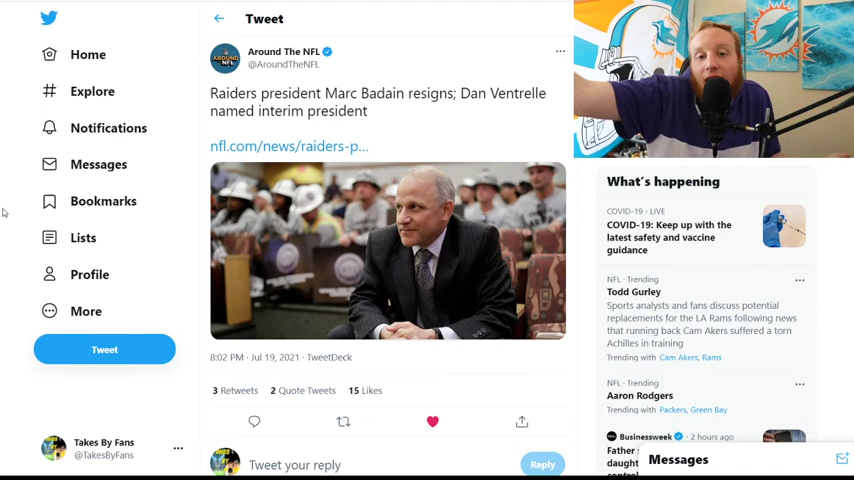 Home
Explore
Notifications
Messages
Bookmarks
Lists
Profile
More
Tweet
Takes By Fans
@TakesByFans
Tweet
AROUND
NFL
Around The NFL
@AroundTheNFL
Raiders president Marc Badain resigns; Dan Ventrelle
named interim president
nfl.com/news/raiders-p...
8:02 PM · Jul 19, 2021 · TweetDeck
3 Retweets 2 Quote Tweets 15 Likes
Tweet your reply
Reply
What's happening
COVID-19 · LIVE
COVID-19: Keep up with the
latest safety and vaccine
guidance
NFL · Trending
Todd Gurley
Sports analysts and fans discuss potential
replacements for the LA Rams following news
that running back Cam Akers suffered a torn
Achilles in training
Trending with Cam Akers, Rams
NFL · Trending
Aaron Rodgers
Trending with Packers, Green Bay
Businessweek · 2 hours ago
Father
daught
Messages